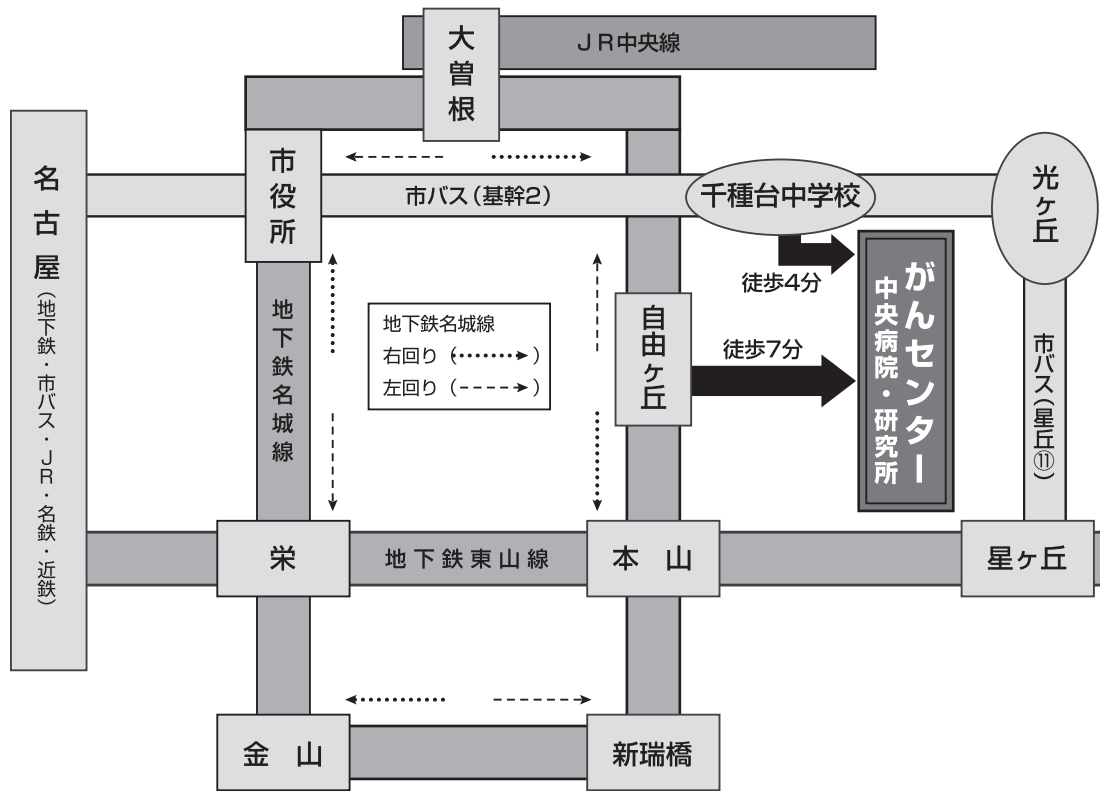 大曽根
JR中央線
名古屋(地下鉄・市バス・JR・名鉄・近鉄)
市役所
市バス(基幹2)
千種台中学校
光ヶ丘
徒歩4分
がんセンター
中央病院・研究所
地下鉄名城線
地下鉄名城線
右回り( )
左回り( )
自由ヶ丘
徒歩7分
市バス(星丘⑪)
栄
地下鉄東山線
本 山
星ヶ丘
金 山
新瑞橋